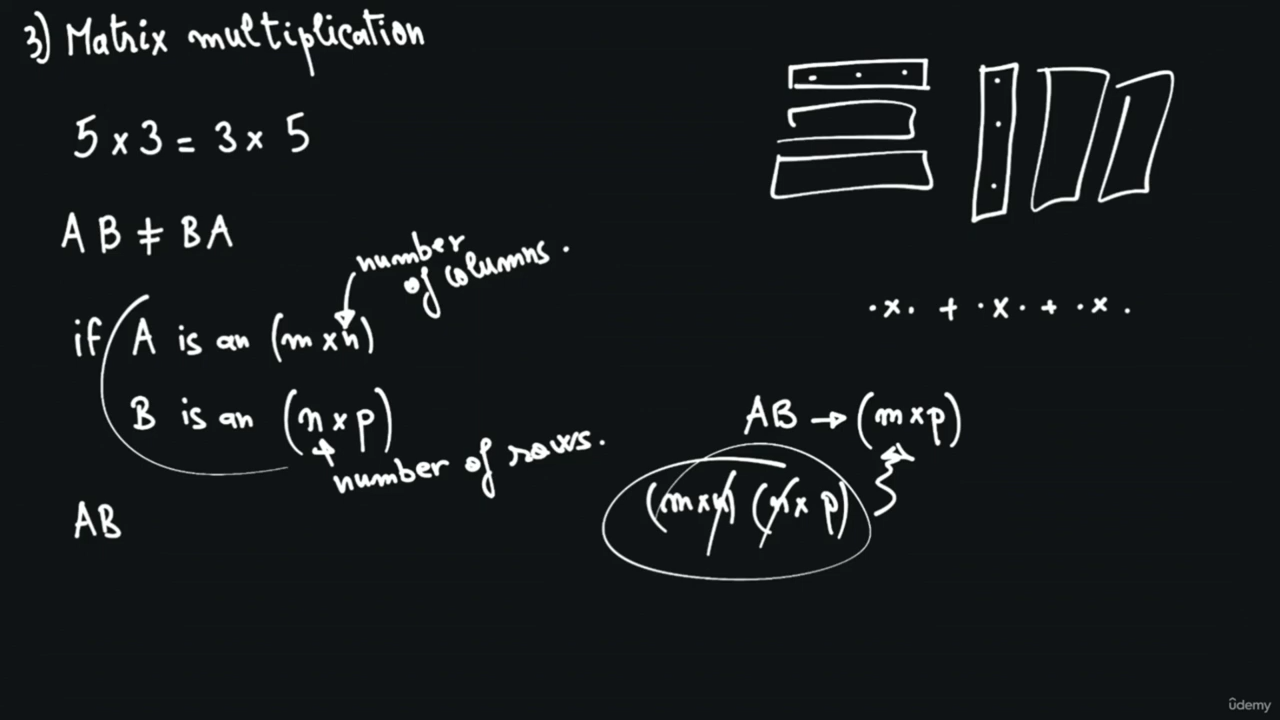 3) Matrix multiplication
5 x 3 = 3 x 5
AB ≠ BA
number
of columns.
if A is an (m x n)
B is an (n x p)
number of rows.
AB
.x. + .x. + .x.
AB → (m x p)
(m x n) (n x p)
ûdemy